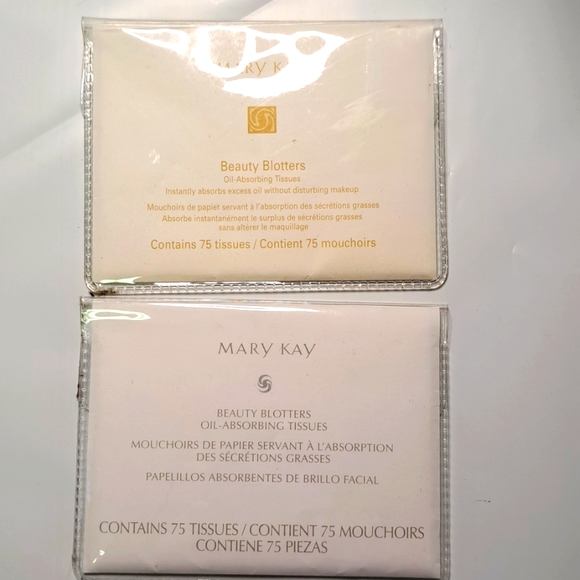 MARY KAY
Beauty Blotters
Oil-Absorbing Tissues
Instantly absorbs excess oil without disturbing makeup
Mouchoirs de papier servant à l'absorption des sécrétions grasses
Absorbe instantanément le surplus de sécrétions grasses
sans altérer le maquillage
Contains 75 tissues / Contient 75 mouchoirs
MARY KAY
BEAUTY BLOTTERS
OIL-ABSORBING TISSUES
MOUCHOIRS DE PAPIER SERVANT À L'ABSORPTION
DES SÉCRÉTIONS GRASSES
PAPELILLOS ABSORBENTES DE BRILLO FACIAL
CONTAINS 75 TISSUES / CONTIENT 75 MOUCHOIRS
CONTIENE 75 PIEZAS